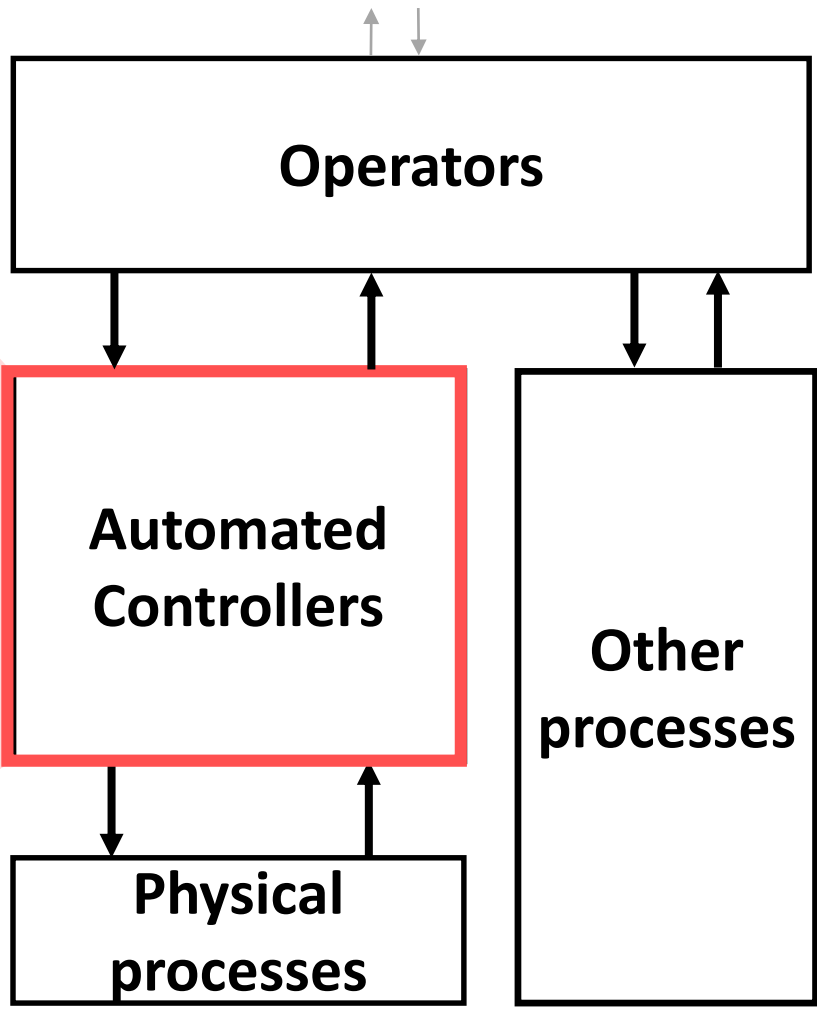 Operators
Automated
Controllers
Other
processes
Physical
processes